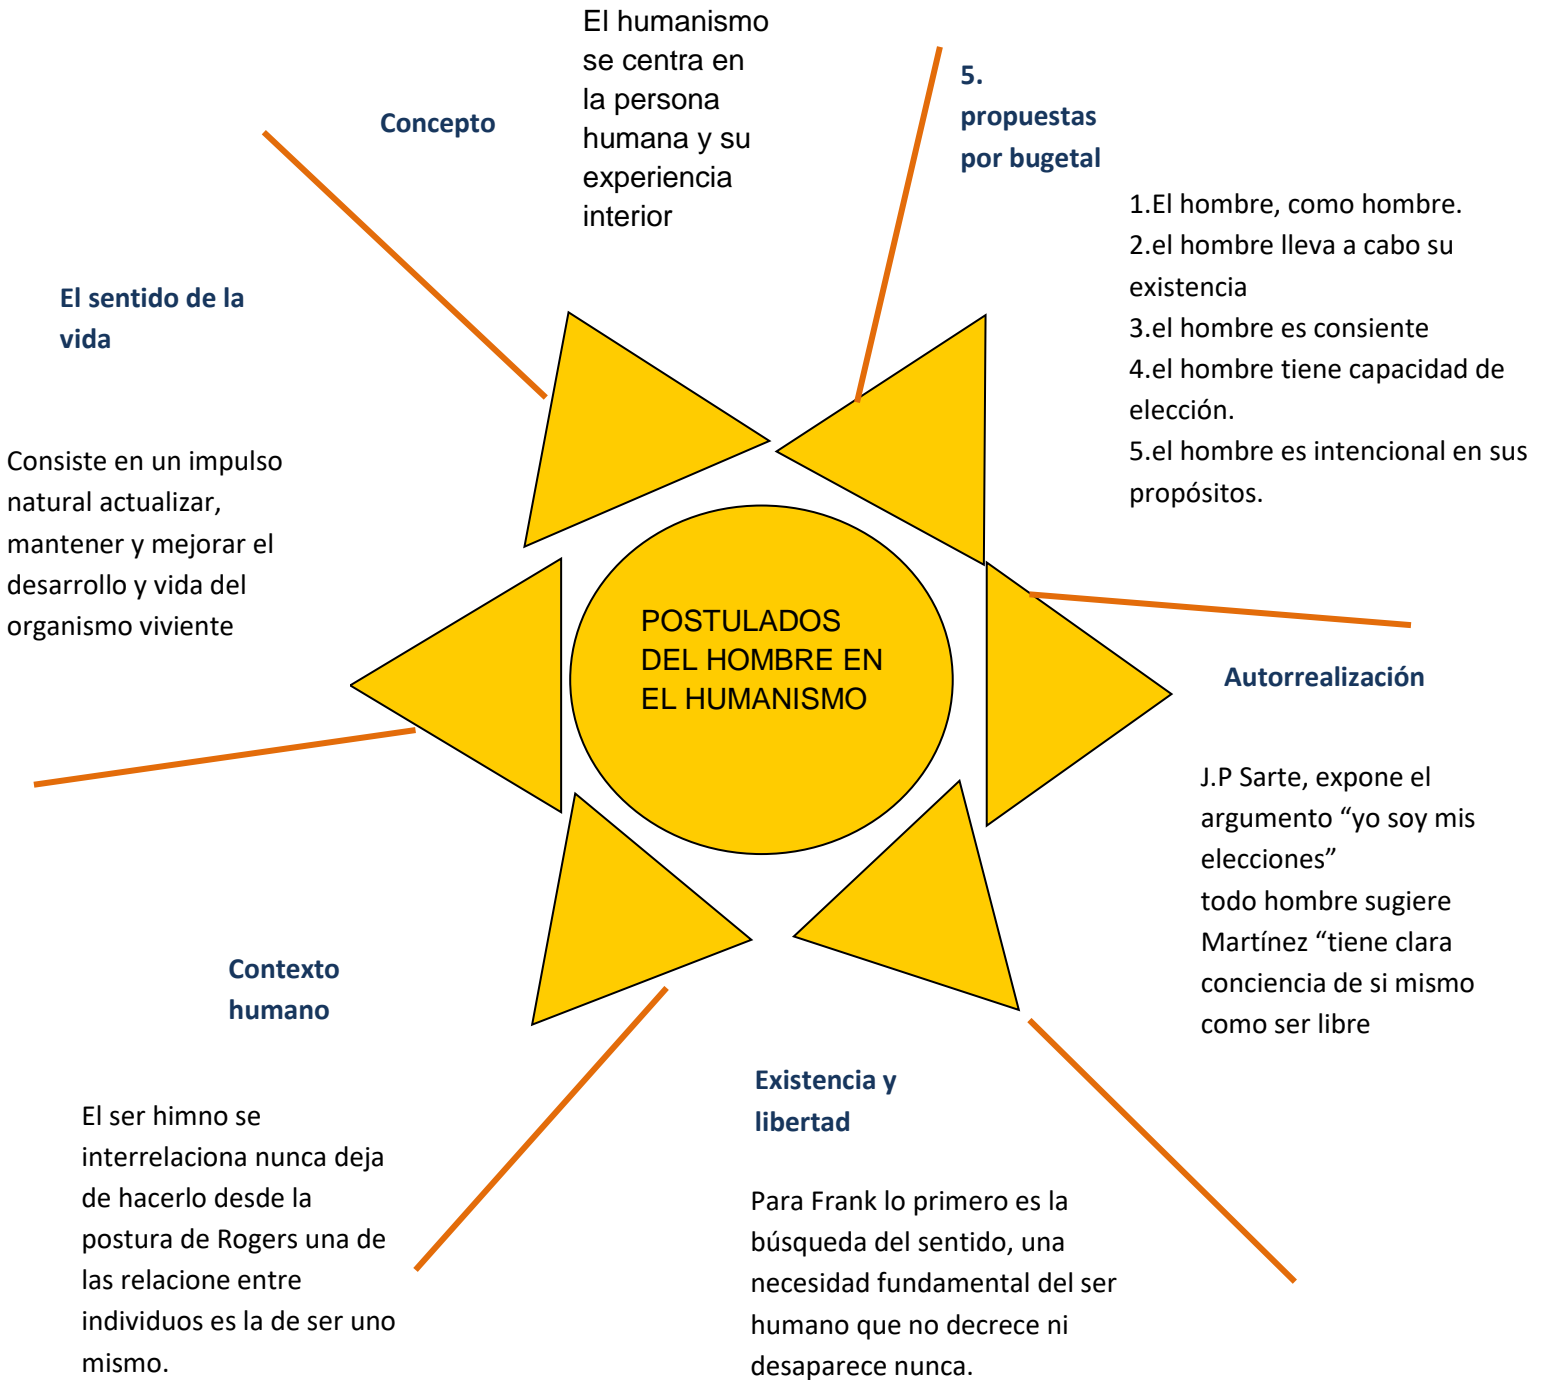 Concepto
El humanismo
se centra en
la persona
humana y su
experiencia
interior
5.
propuestas
por bugetal
1.El hombre, como hombre.
2.el hombre lleva a cabo su
existencia
3.el hombre es consiente
4.el hombre tiene capacidad de
elección.
5.el hombre es intencional en sus
propósitos.
El sentido de la
vida
Consiste en un impulso
natural actualizar,
mantener y mejorar el
desarrollo y vida del
organismo viviente
POSTULADOS
DEL HOMBRE EN
EL HUMANISMO
Autorrealización
J.P Sarte, expone el
argumento “yo soy mis
elecciones”
todo hombre sugiere
Martínez “tiene clara
conciencia de si mismo
como ser libre
Contexto
humano
El ser himno se
interrelaciona nunca deja
de hacerlo desde la
postura de Rogers una de
las relacione entre
individuos es la de ser uno
mismo.
Existencia y
libertad
Para Frank lo primero es la
búsqueda del sentido, una
necesidad fundamental del ser
humano que no decrece ni
desaparece nunca.